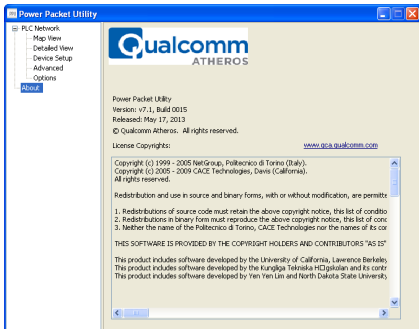 Power Packet Utility
PLC Network
Map View
Detailed View
Device Setup
Advanced
Options
About
Qualcomm
ATHEROS
Power Packet Utility
Version: v7.1, Build 0015
Released: May 17, 2013
© Qualcomm Atheros. All rights reserved.
License Copyrights:
www.qca.qualcomm.com
Copyright (c) 1999 - 2005 NetGroup, Politecnico di Torino (Italy).
Copyright (c) 2005 - 2009 CACE Technologies, Davis (California).
All rights reserved.
Redistribution and use in source and binary forms, with or without modification, are permitte
1. Redistributions of source code must retain the above copyright notice, this list of conditio
2. Redistributions in binary form must reproduce the above copyright notice, this list of conc
3. Neither the name of the Politecnico di Torino, CACE Technologies nor the names of its cor
THIS SOFTWARE IS PROVIDED BY THE COPYRIGHT HOLDERS AND CONTRIBUTORS "AS IS"
This product includes software developed by the University of California, Lawrence Berkeley
This product includes software developed by the Kungliga Tekniska H□gskolan and its contr
This product includes software developed by Yen Yen Lim and North Dakota State University